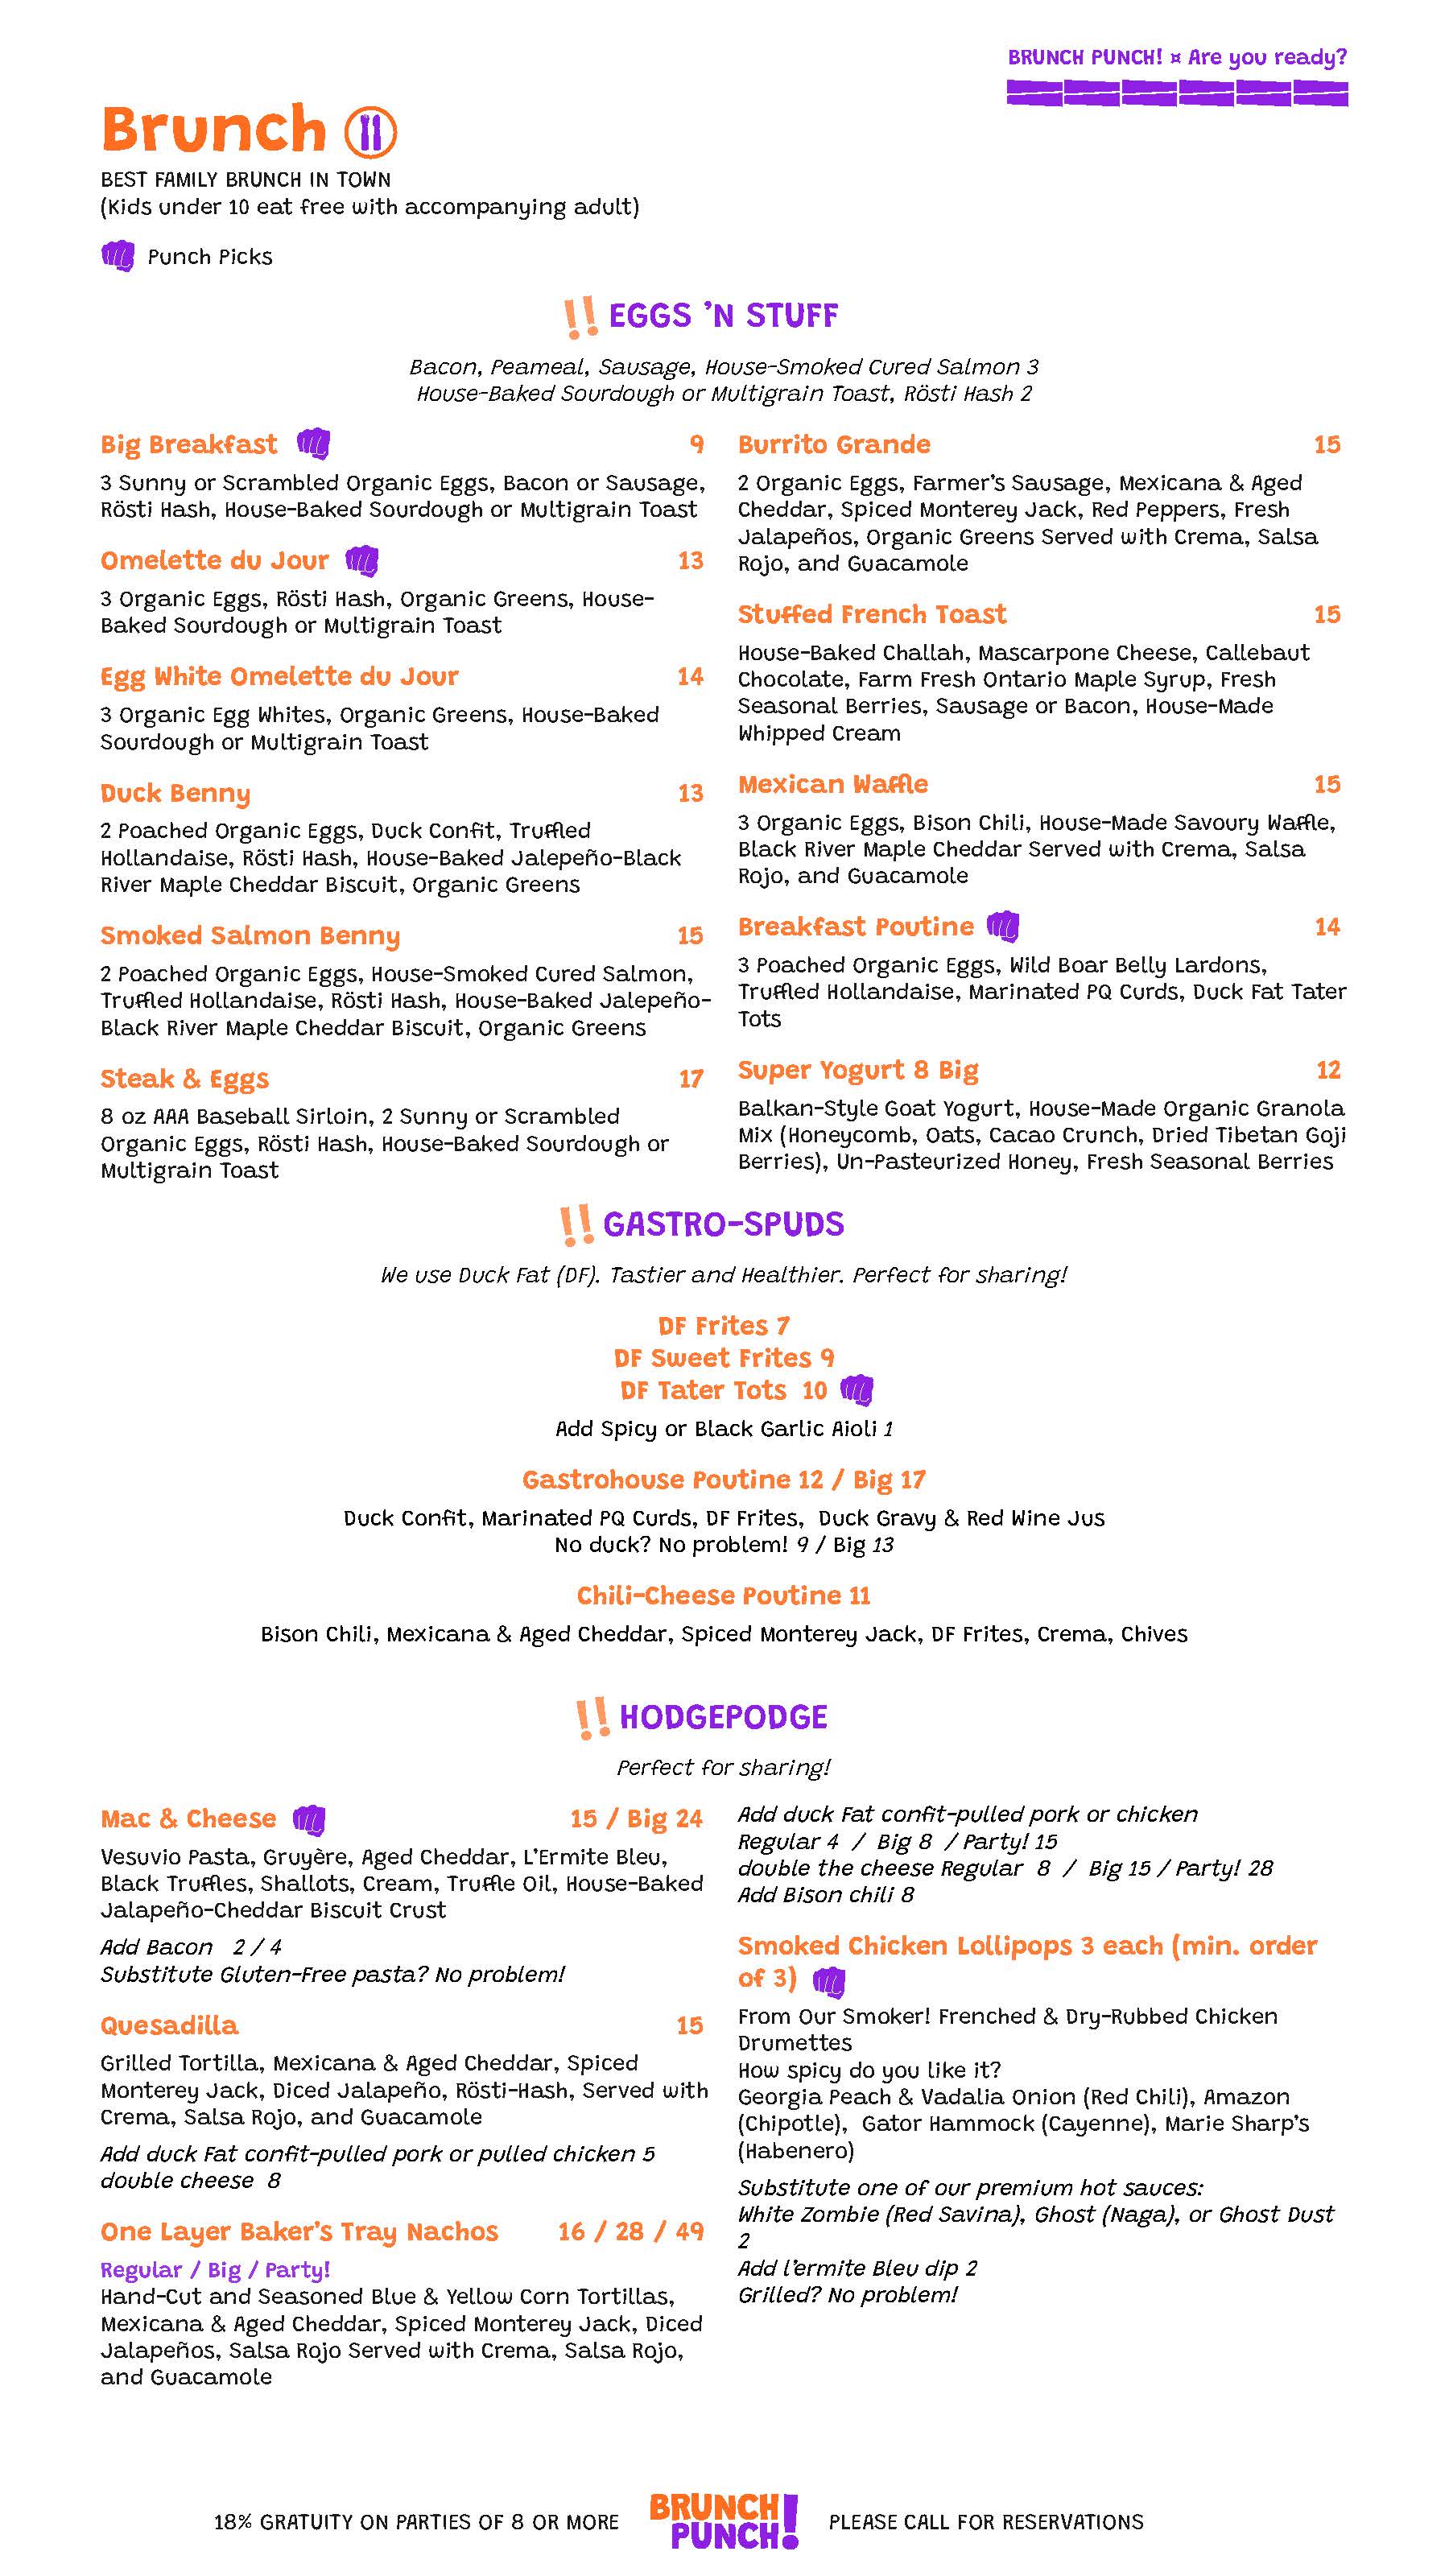 BRUNCH PUNCH! ¤ Are you ready?
Brunch
BEST FAMILY BRUNCH IN TOWN
(Kids under 10 eat free with accompanying adult)
Punch Picks
!! EGGS ’N STUFF
Bacon, Peameal, Sausage, House-Smoked Cured Salmon 3
House-Baked Sourdough or Multigrain Toast, Rösti Hash 2
Big Breakfast 9
3 Sunny or Scrambled Organic Eggs, Bacon or Sausage,
Rösti Hash, House-Baked Sourdough or Multigrain Toast
Omelette du Jour 13
3 Organic Eggs, Rösti Hash, Organic Greens, House-
Baked Sourdough or Multigrain Toast
Egg White Omelette du Jour 14
3 Organic Egg Whites, Organic Greens, House-Baked
Sourdough or Multigrain Toast
Duck Benny 13
2 Poached Organic Eggs, Duck Confit, Truffled
Hollandaise, Rösti Hash, House-Baked Jalepeño-Black
River Maple Cheddar Biscuit, Organic Greens
Smoked Salmon Benny 15
2 Poached Organic Eggs, House-Smoked Cured Salmon,
Truffled Hollandaise, Rösti Hash, House-Baked Jalepeño-
Black River Maple Cheddar Biscuit, Organic Greens
Steak & Eggs 17
8 oz AAA Baseball Sirloin, 2 Sunny or Scrambled
Organic Eggs, Rösti Hash, House-Baked Sourdough or
Multigrain Toast
Burrito Grande 15
2 Organic Eggs, Farmer’s Sausage, Mexicana & Aged
Cheddar, Spiced Monterey Jack, Red Peppers, Fresh
Jalapeños, Organic Greens Served with Crema, Salsa
Rojo, and Guacamole
Stuffed French Toast 15
House-Baked Challah, Mascarpone Cheese, Callebaut
Chocolate, Farm Fresh Ontario Maple Syrup, Fresh
Seasonal Berries, Sausage or Bacon, House-Made
Whipped Cream
Mexican Waffle 15
3 Organic Eggs, Bison Chili, House-Made Savoury Waffle,
Black River Maple Cheddar Served with Crema, Salsa
Rojo, and Guacamole
Breakfast Poutine 14
3 Poached Organic Eggs, Wild Boar Belly Lardons,
Truffled Hollandaise, Marinated PQ Curds, Duck Fat Tater
Tots
Super Yogurt 8 Big 12
Balkan-Style Goat Yogurt, House-Made Organic Granola
Mix (Honeycomb, Oats, Cacao Crunch, Dried Tibetan Goji
Berries), Un-Pasteurized Honey, Fresh Seasonal Berries
!! GASTRO-SPUDS
We use Duck Fat (DF). Tastier and Healthier. Perfect for sharing!
DF Frites 7
DF Sweet Frites 9
DF Tater Tots 10
Add Spicy or Black Garlic Aioli 1
Gastrohouse Poutine 12 / Big 17
Duck Confit, Marinated PQ Curds, DF Frites, Duck Gravy & Red Wine Jus
No duck? No problem! 9 / Big 13
Chili-Cheese Poutine 11
Bison Chili, Mexicana & Aged Cheddar, Spiced Monterey Jack, DF Frites, Crema, Chives
!! HODGEPODGE
Perfect for sharing!
Mac & Cheese 15 / Big 24
Vesuvio Pasta, Gruyère, Aged Cheddar, L’Ermite Bleu,
Black Truffles, Shallots, Cream, Truffle Oil, House-Baked
Jalapeño-Cheddar Biscuit Crust
Add Bacon 2 / 4
Substitute Gluten-Free pasta? No problem!
Quesadilla 15
Grilled Tortilla, Mexicana & Aged Cheddar, Spiced
Monterey Jack, Diced Jalapeño, Rösti-Hash, Served with
Crema, Salsa Rojo, and Guacamole
Add duck Fat confit-pulled pork or pulled chicken 5
double cheese 8
One Layer Baker’s Tray Nachos 16 / 28 / 49
Regular / Big / Party!
Hand-Cut and Seasoned Blue & Yellow Corn Tortillas,
Mexicana & Aged Cheddar, Spiced Monterey Jack, Diced
Jalapeños, Salsa Rojo Served with Crema, Salsa Rojo,
and Guacamole
Add duck Fat confit-pulled pork or chicken
Regular 4 / Big 8 / Party! 15
double the cheese Regular 8 / Big 15 / Party! 28
Add Bison chili 8
Smoked Chicken Lollipops 3 each (min. order
of 3)
From Our Smoker! Frenched & Dry-Rubbed Chicken
Drumettes
How spicy do you like it?
Georgia Peach & Vadalia Onion (Red Chili), Amazon
(Chipotle), Gator Hammock (Cayenne), Marie Sharp’s
(Habenero)
Substitute one of our premium hot sauces:
White Zombie (Red Savina), Ghost (Naga), or Ghost Dust
2
Add l’ermite Bleu dip 2
Grilled? No problem!
18% GRATUITY ON PARTIES OF 8 OR MORE
BRUNCH
PUNCH!
PLEASE CALL FOR RESERVATIONS